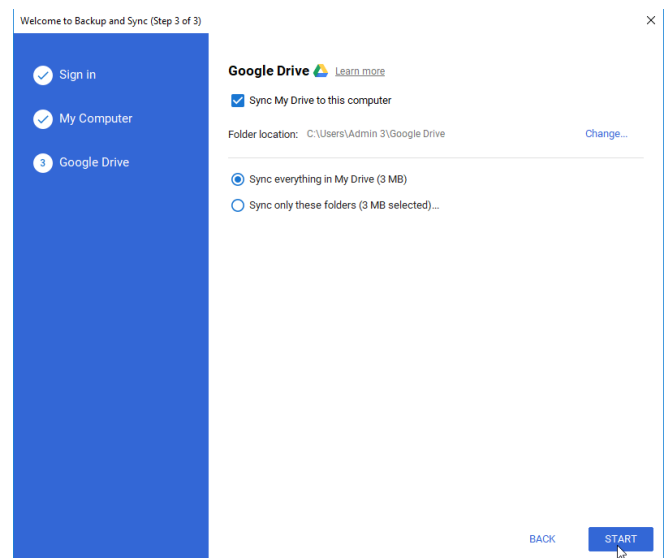 Welcome to Backup and Sync (Step 3 of 3)
Sign in
My Computer
3 Google Drive
Google Drive Learn more
Sync My Drive to this computer
Folder location: C:\Users\Admin 3\Google Drive Change...
Sync everything in My Drive (3 MB)
Sync only these folders (3 MB selected)...
BACK START